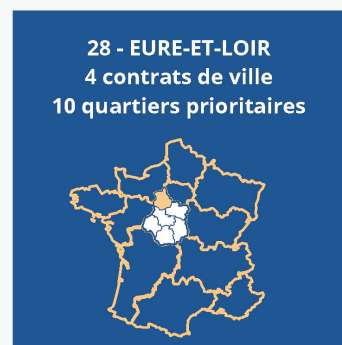 28 - EURE-ET-LOIR
4 contrats de ville
10 quartiers prioritaires